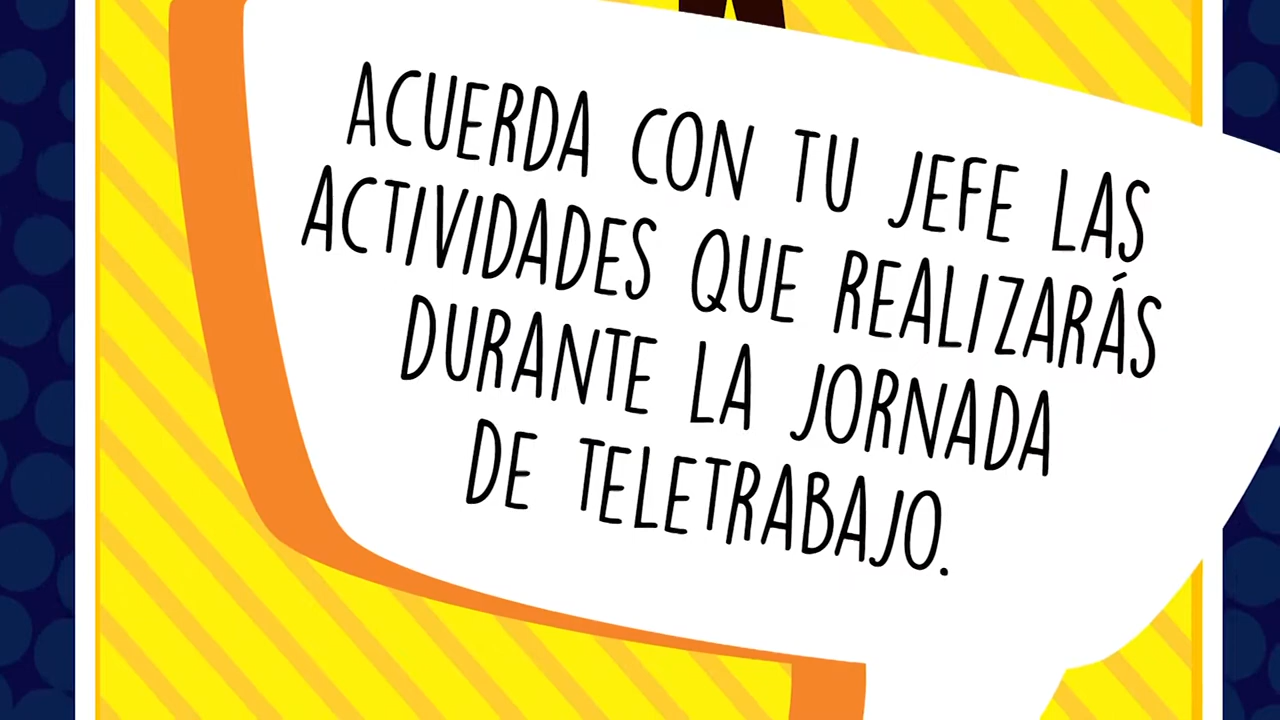 ACUERDA CON TU JEFE LAS
ACTIVIDADES QUE REALIZARÁS
DURANTE LA JORNADA
DE TELETRABAJO.